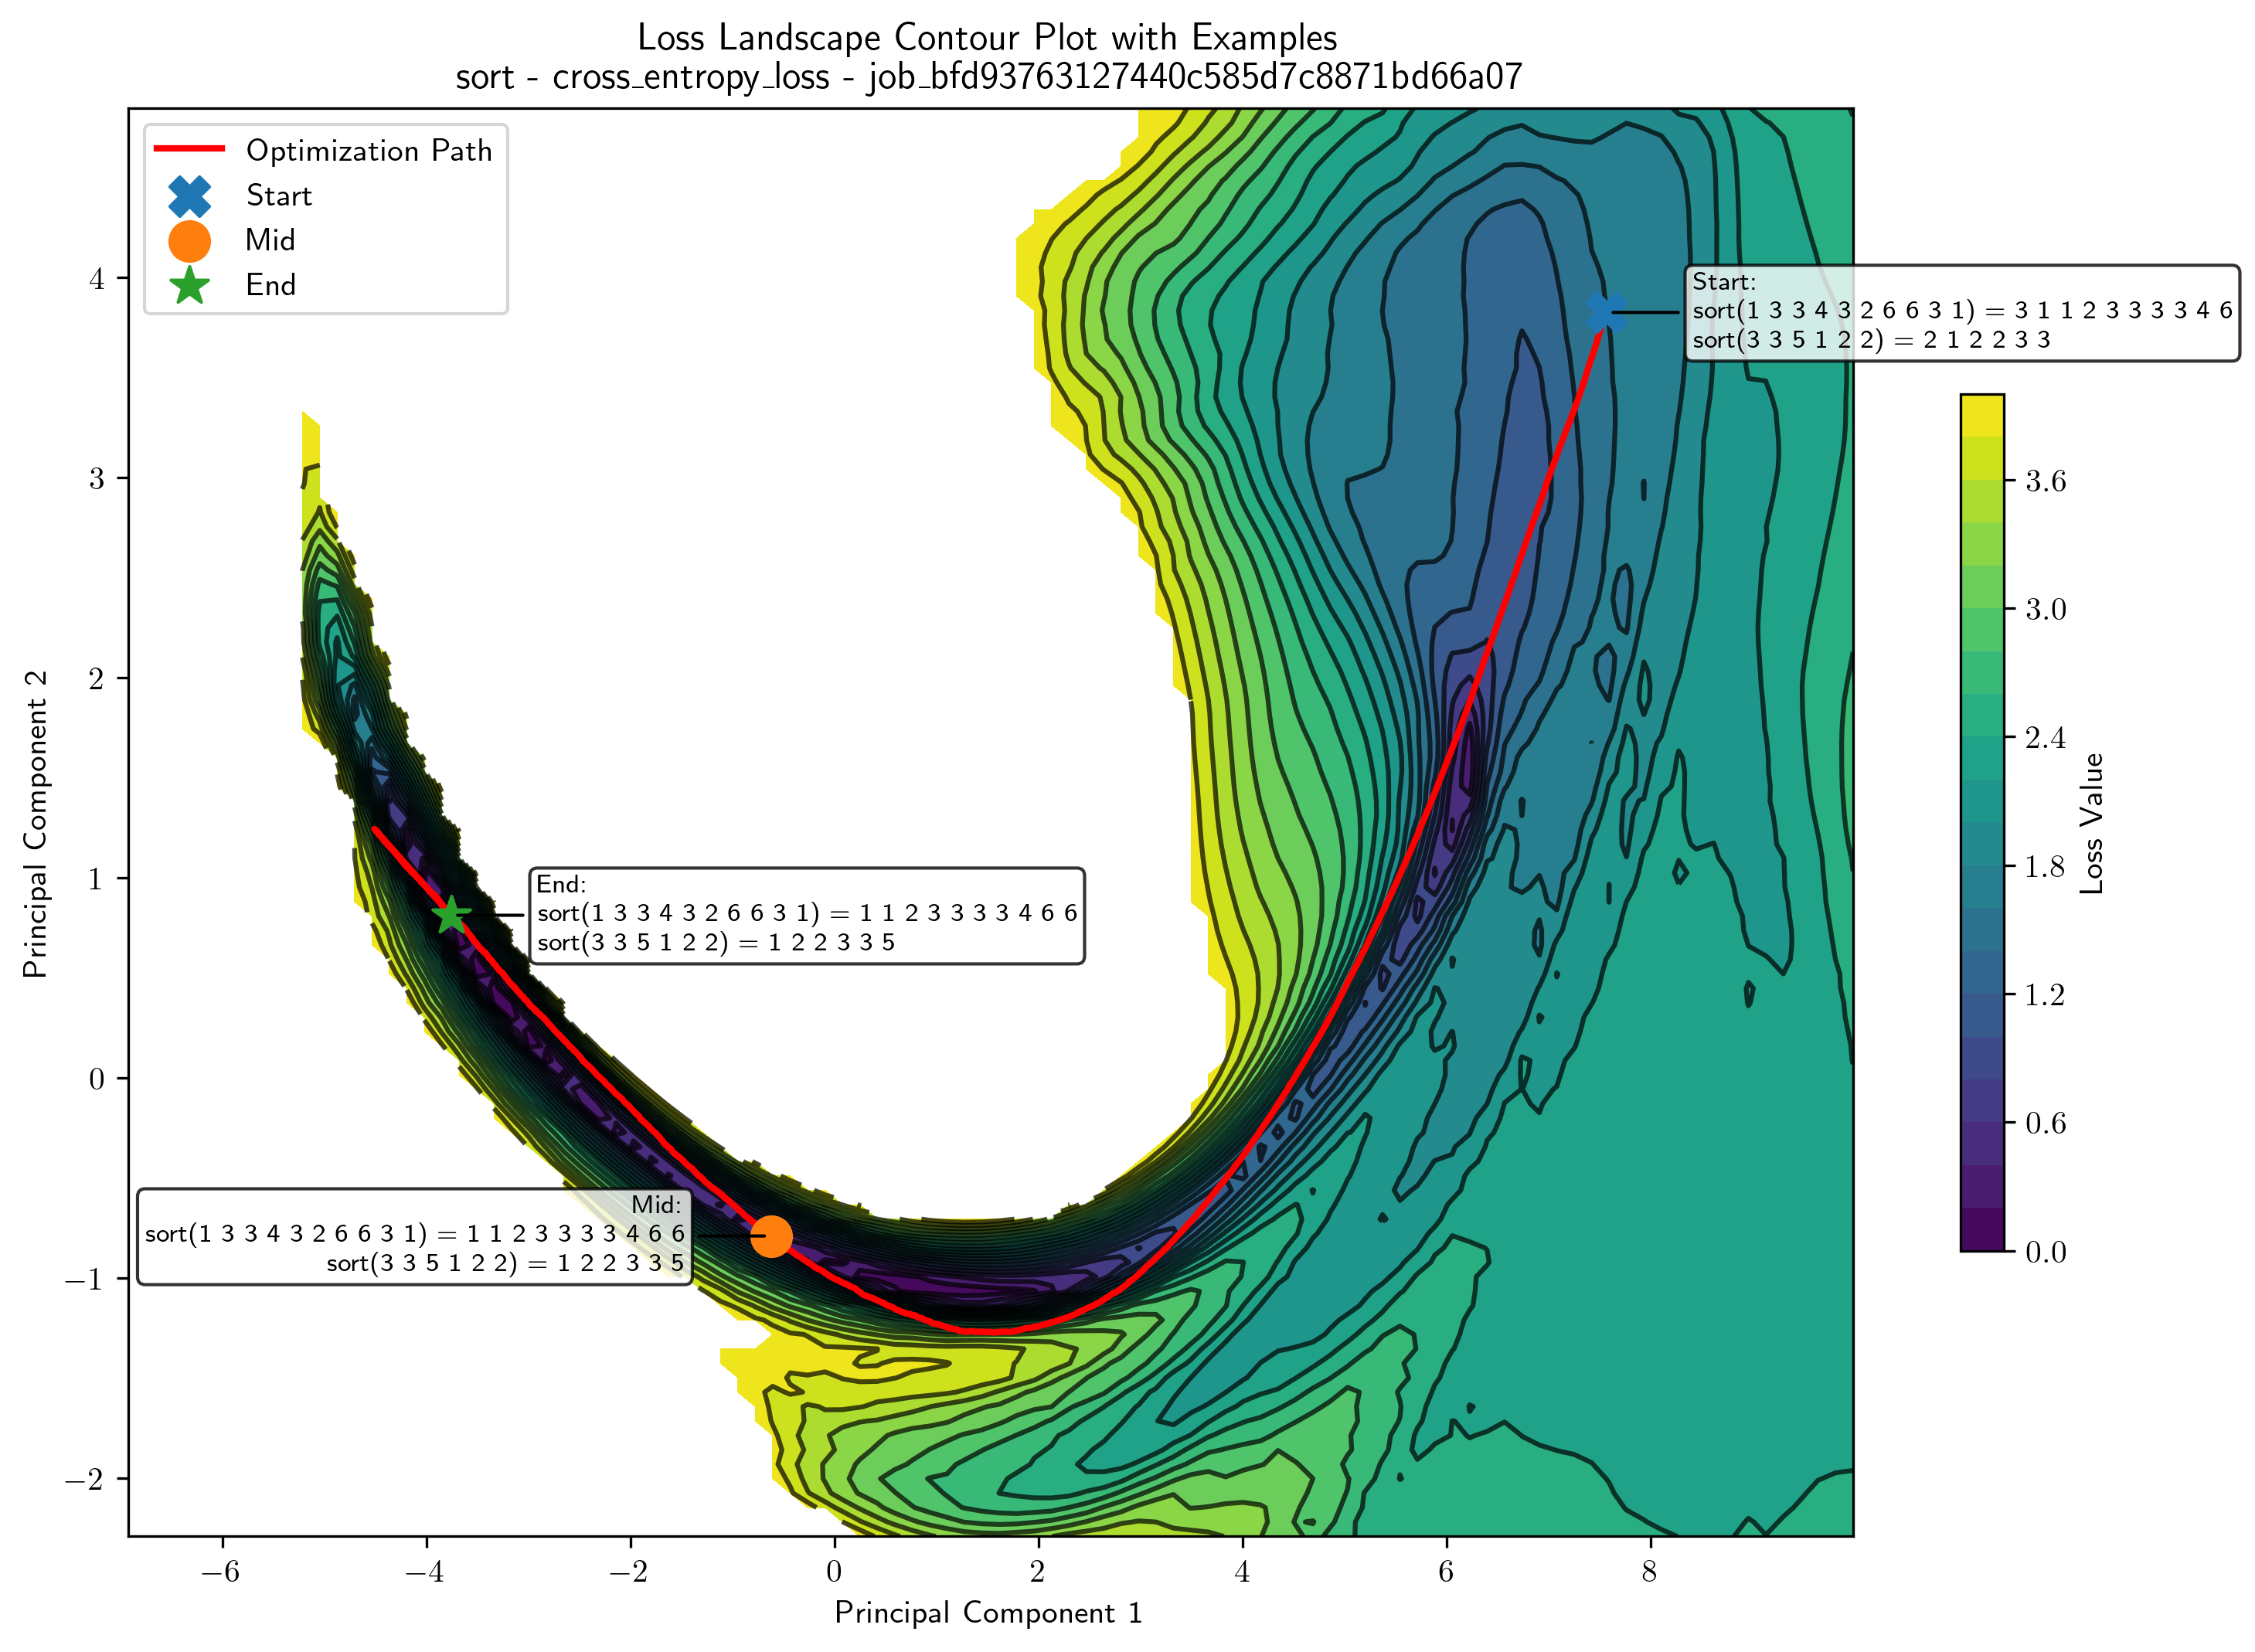 Loss Landscape Contour Plot with Examples
sort - cross_entropy_loss - job_bfd93763127440c585d7c8871bd66a07
Optimization Path
Start
Mid
End
Start:
sort(1 3 3 4 3 2 6 6 3 1) = 3 1 1 2 3 3 3 3 4 6
sort(3 3 5 1 2 2) = 2 1 2 2 3 3
End:
sort(1 3 3 4 3 2 6 6 3 1) = 1 1 2 3 3 3 3 4 6 6
sort(3 3 5 1 2 2) = 1 2 2 3 3 5
Mid:
sort(1 3 3 4 3 2 6 6 3 1) = 1 1 2 3 3 3 3 4 6 6
sort(3 3 5 1 2 2) = 1 2 2 3 3 5
4
3
2
1
0
−1
−2
Principal Component 2
−6
−4
−2
0
2
4
6
8
Principal Component 1
3.6
3.0
2.4
1.8
1.2
0.6
0.0
Loss Value